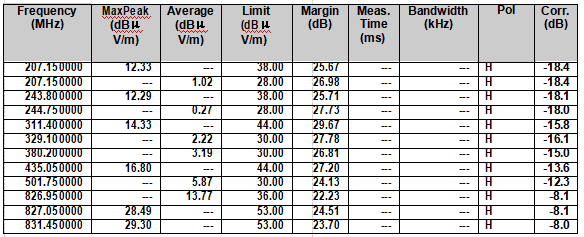 Frequency (MHz) MaxPeak (dBµ V/m) Average (dBµ V/m) Limit (dBµ V/m) Margin (dB) Meas. Time (ms) Bandwidth (kHz) Pol Corr. (dB)
207.150000 12.33 --- 38.00 25.67 --- --- H -18.4
207.150000 --- 1.02 28.00 26.98 --- --- H -18.4
243.800000 12.29 --- 38.00 25.71 --- --- H -18.1
244.750000 --- 0.27 28.00 27.73 --- --- H -18.0
311.400000 14.33 --- 44.00 29.67 --- --- H -15.8
329.100000 --- 2.22 30.00 27.78 --- --- H -16.1
380.200000 --- 3.19 30.00 26.81 --- --- H -15.0
435.050000 16.80 --- 44.00 27.20 --- --- H -13.6
501.750000 --- 5.87 30.00 24.13 --- --- H -12.3
826.950000 --- 13.77 36.00 22.23 --- --- H -8.1
827.050000 28.49 --- 53.00 24.51 --- --- H -8.1
831.450000 29.30 --- 53.00 23.70 --- --- H -8.0